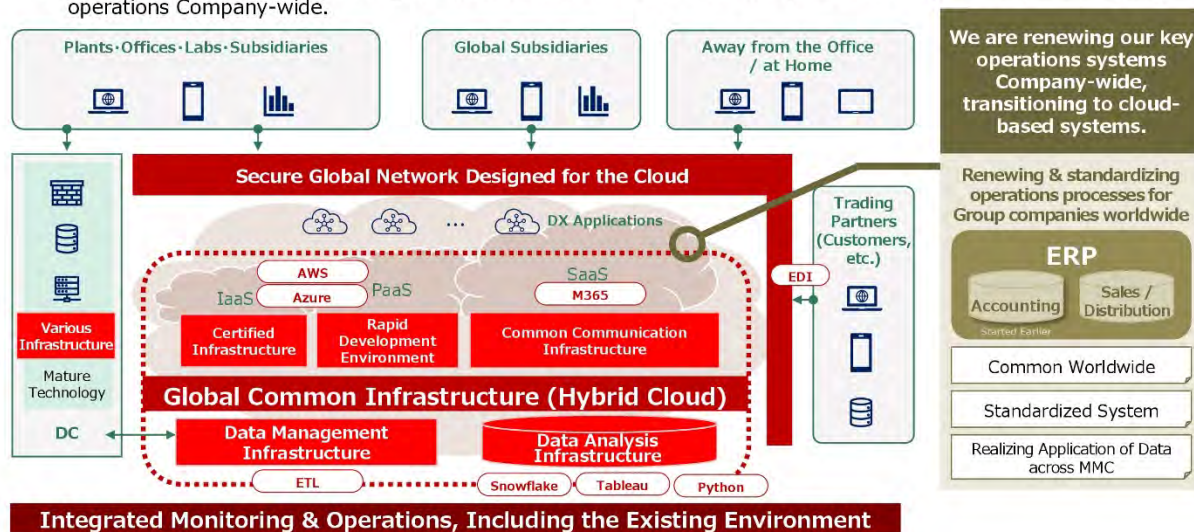 operations Company-wide.
Plants・Offices・Labs・Subsidiaries
Global Subsidiaries
Away from the Office
/ at Home
We are renewing our key
operations systems
Company-wide,
transitioning to cloud-
based systems.
Secure Global Network Designed for the Cloud
DX Applications
...
AWS
Azure
IaaS
PaaS
SaaS
M365
Certified
Infrastructure
Rapid
Development
Environment
Common Communication
Infrastructure
Various
Infrastructure
Mature
Technology
DC
Global Common Infrastructure (Hybrid Cloud)
Data Management
Infrastructure
Data Analysis
Infrastructure
ETL
Snowflake
Tableau
Python
EDI
Trading
Partners
(Customers,
etc.)
Renewing & standardizing
operations processes for
Group companies worldwide
ERP
Accounting
Started Earlier
Sales /
Distribution
Common Worldwide
Standardized System
Realizing Application of Data
across MMC
Integrated Monitoring & Operations, Including the Existing Environment